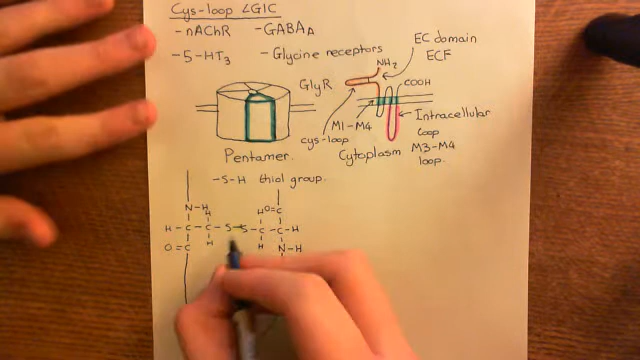 Cys-loop LGIC
- nAChR - GABAA
- 5-HT3 - Glycine receptors
EC domain
ECF
NH2
GlyR
COOH
M1-M4
cys-loop
Intracellular
loop
M3-M4
loop.
Pentamer.
Cytoplasm
-S-H thiol group.
N-H
H
H-C-C-S-S-C-C-H
H
O=C
H O=C
H
N-H